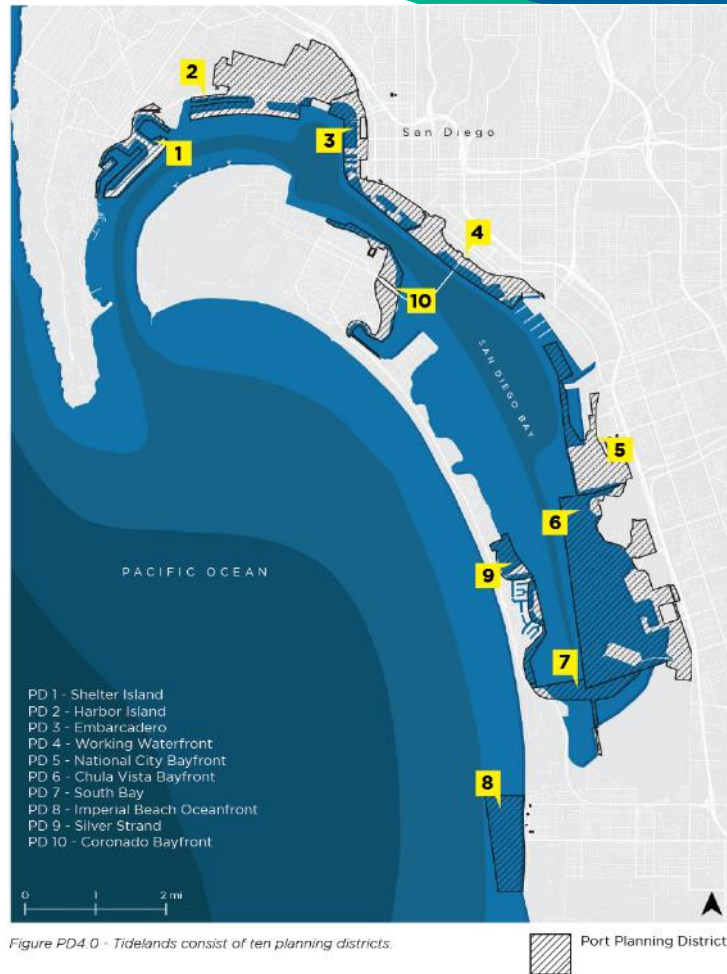 2
San Diego
3
1
4
10
SAN DIEGO BAY
5
6
PACIFIC OCEAN
9
7
PD 1 - Shelter Island
PD 2 - Harbor Island
PD 3 - Embarcadero
PD 4 - Working Waterfront
PD 5 - National City Bayfront
PD 6 - Chula Vista Bayfront
PD 7 - South Bay
PD 8 - Imperial Beach Oceanfront
PD 9 - Silver Strand
PD 10 - Coronado Bayfront
8
0 1 2 mi
Figure PD4.0 - Tidelands consist of ten planning districts.
Port Planning District